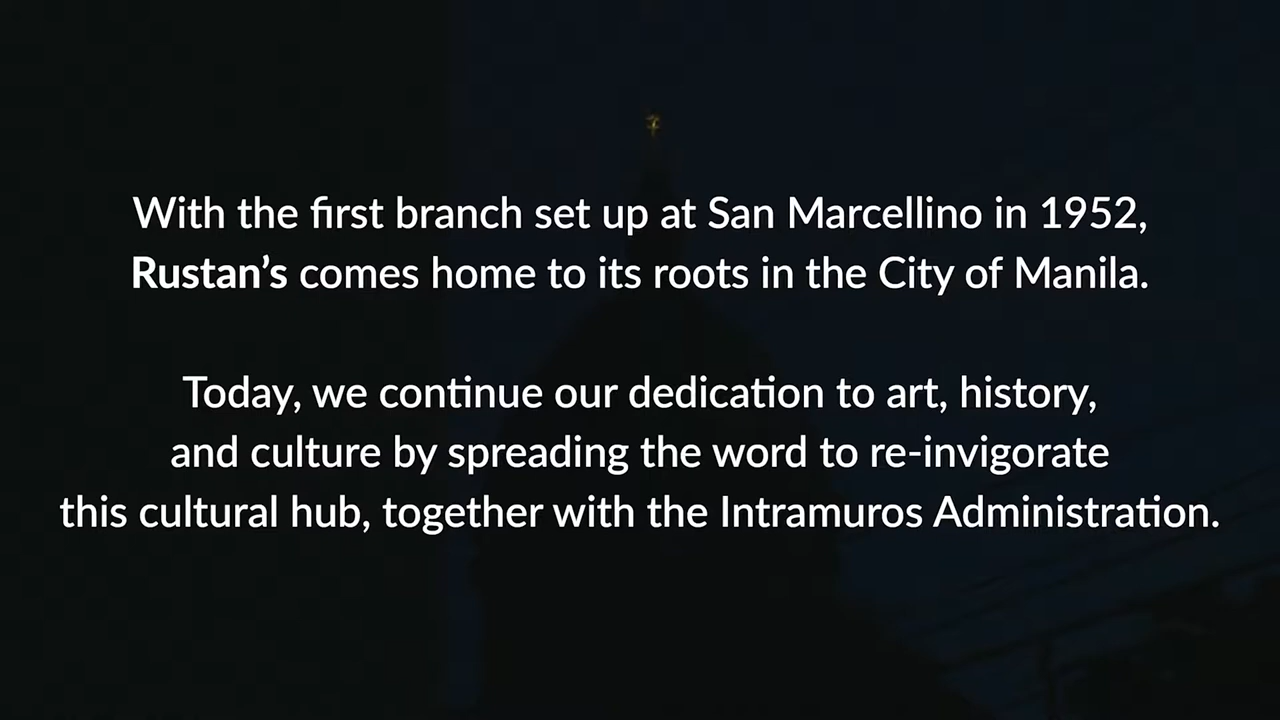 With the first branch set up at San Marcellino in 1952,
Rustan’s comes home to its roots in the City of Manila.
Today, we continue our dedication to art, history,
and culture by spreading the word to re-invigorate
this cultural hub, together with the Intramuros Administration.